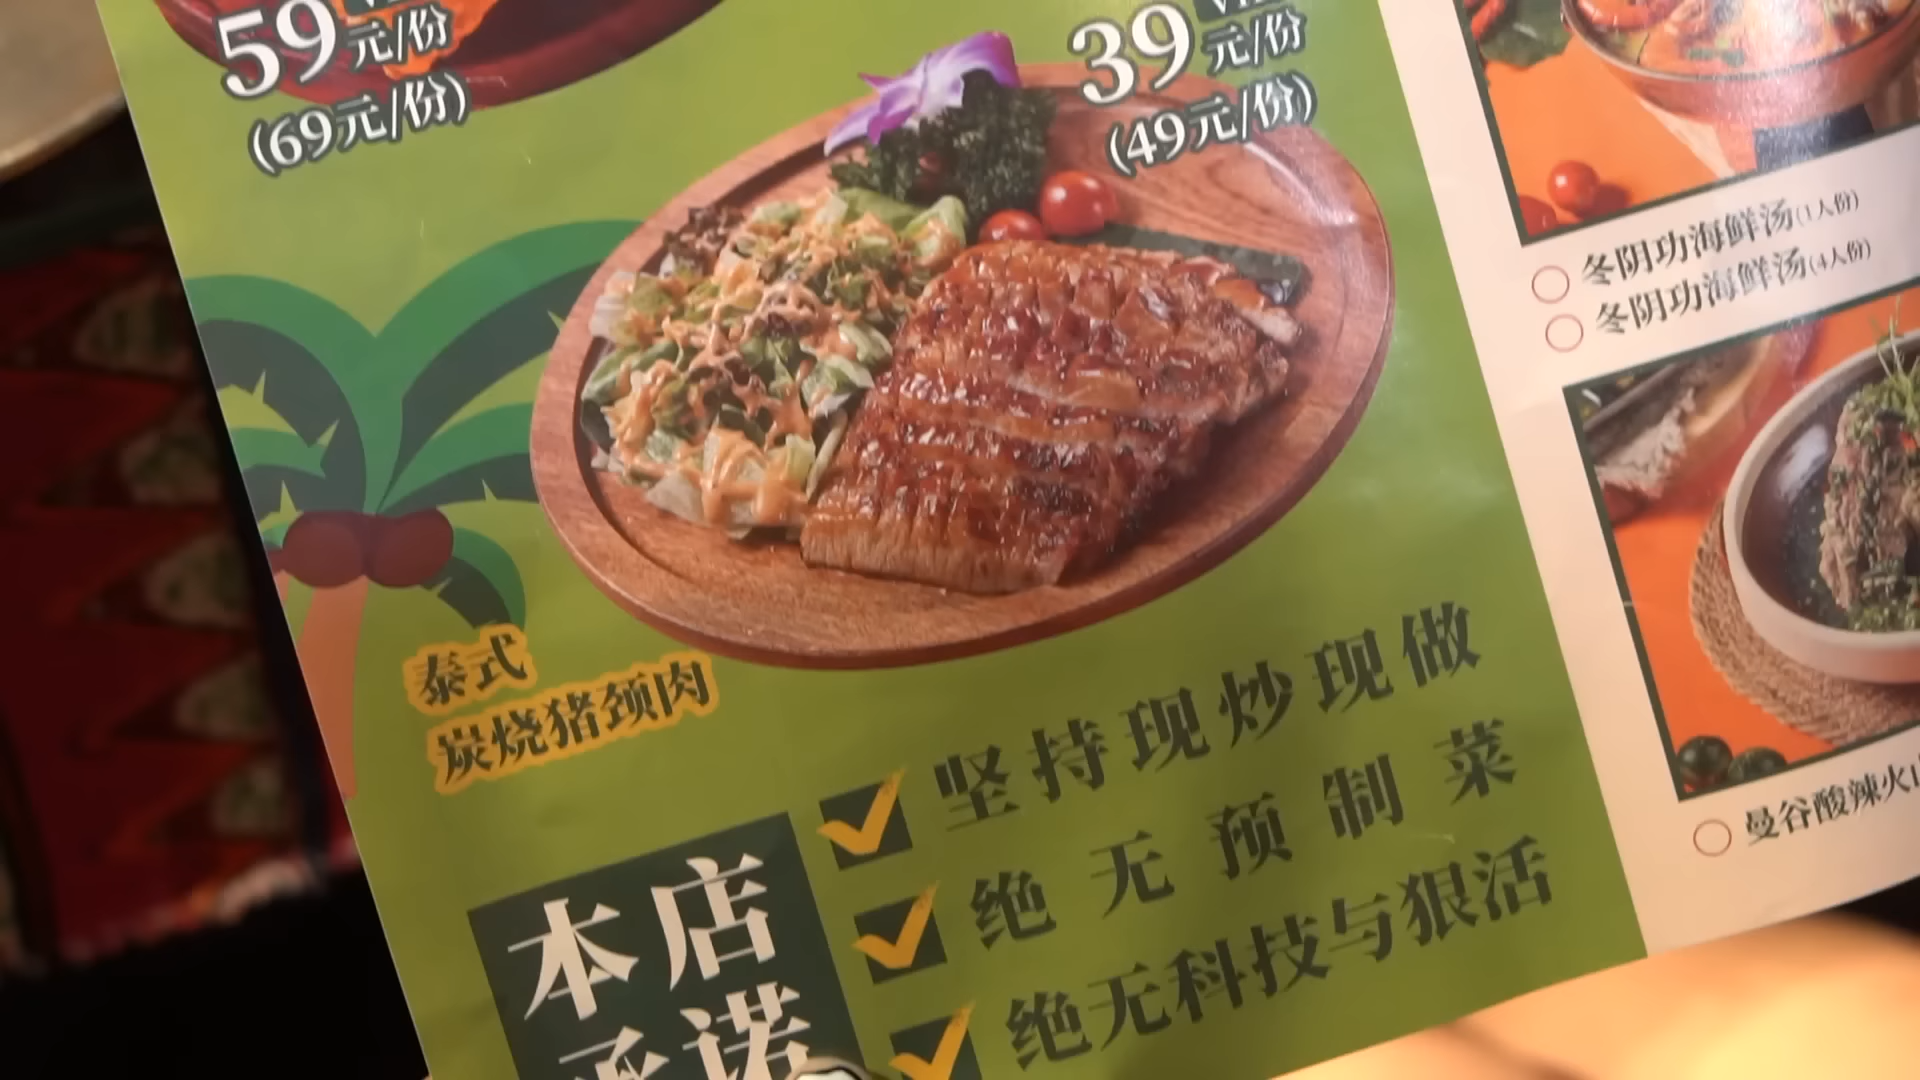 59元/份
(69元/份)
39元/份
(49元/份)
泰式
炭烧猪颈肉
坚持现炒现做
绝无预制菜
绝无科技与狠活
本店
承诺
冬阴功海鲜汤(1人份)
冬阴功海鲜汤(4人份)
曼谷酸辣火山